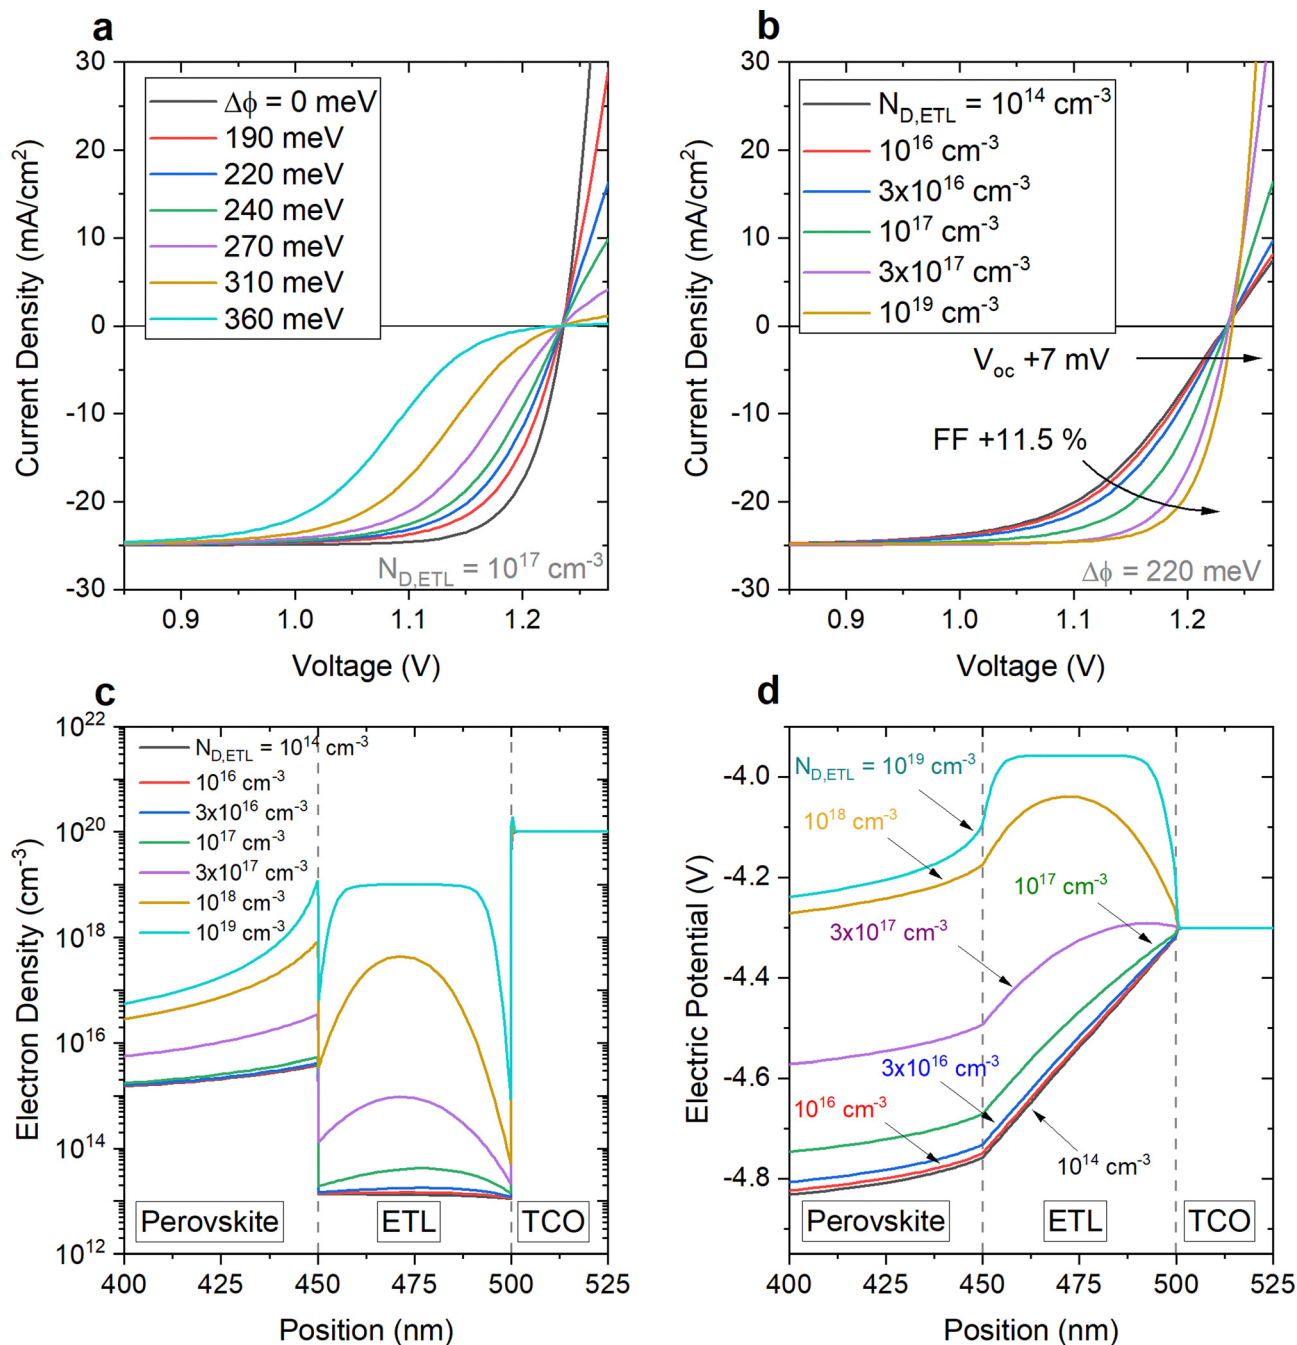 a
30
20
10
0
-10
-20
-30
Current Density (mA/cm²)
Δϕ = 0 meV
190 meV
220 meV
240 meV
270 meV
310 meV
360 meV
N_D,ETL = 10¹⁷ cm⁻³
0.9 1.0 1.1 1.2
Voltage (V)
b
30
20
10
0
-10
-20
-30
Current Density (mA/cm²)
N_D,ETL = 10¹⁴ cm⁻³
10¹⁶ cm⁻³
3x10¹⁶ cm⁻³
10¹⁷ cm⁻³
3x10¹⁷ cm⁻³
10¹⁹ cm⁻³
V_oc +7 mV
FF +11.5 %
Δϕ = 220 meV
0.9 1.0 1.1 1.2
Voltage (V)
c
10²²
10²⁰
10¹⁸
10¹⁶
10¹⁴
10¹²
Electron Density (cm⁻³)
N_D,ETL = 10¹⁴ cm⁻³
10¹⁶ cm⁻³
3x10¹⁶ cm⁻³
10¹⁷ cm⁻³
3x10¹⁷ cm⁻³
10¹⁸ cm⁻³
10¹⁹ cm⁻³
Perovskite ETL TCO
400 425 450 475 500 525
Position (nm)
d
-4.0
-4.2
-4.4
-4.6
-4.8
Electric Potential (V)
N_D,ETL = 10¹⁹ cm⁻³
10¹⁸ cm⁻³
10¹⁷ cm⁻³
3x10¹⁷ cm⁻³
3x10¹⁶ cm⁻³
10¹⁶ cm⁻³
10¹⁴ cm⁻³
Perovskite ETL TCO
400 425 450 475 500 525
Position (nm)